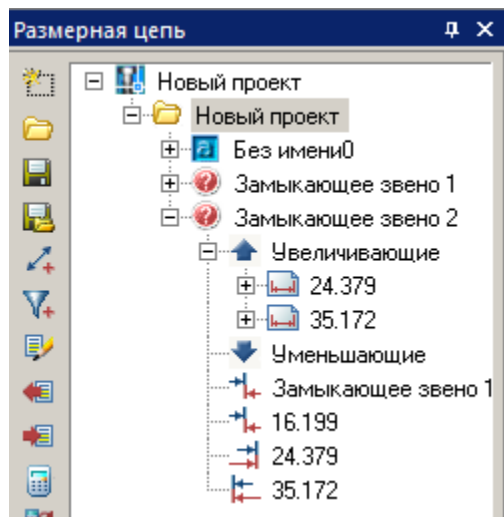 Размерная цепь
Новый проект
Новый проект
Без имени0
Замыкающее звено 1
Замыкающее звено 2
Увеличивающие
24.379
35.172
Уменьшающие
Замыкающее звено 1
16.199
24.379
35.172